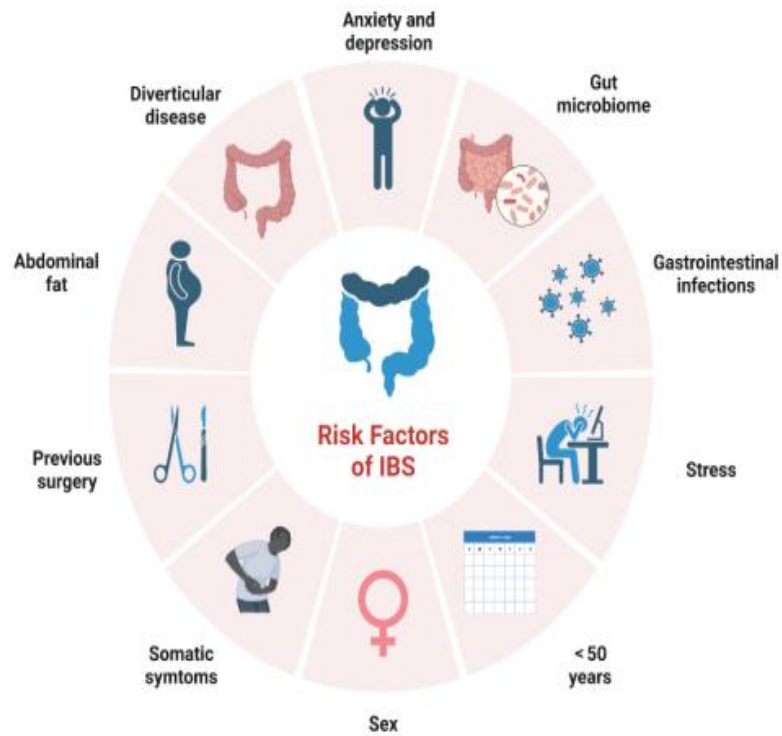 Anxiety and
depression
Gut
microbiome
Gastrointestinal
infections
Stress
< 50
years
Sex
Somatic
symtoms
Previous
surgery
Abdominal
fat
Diverticular
disease
Risk Factors
of IBS